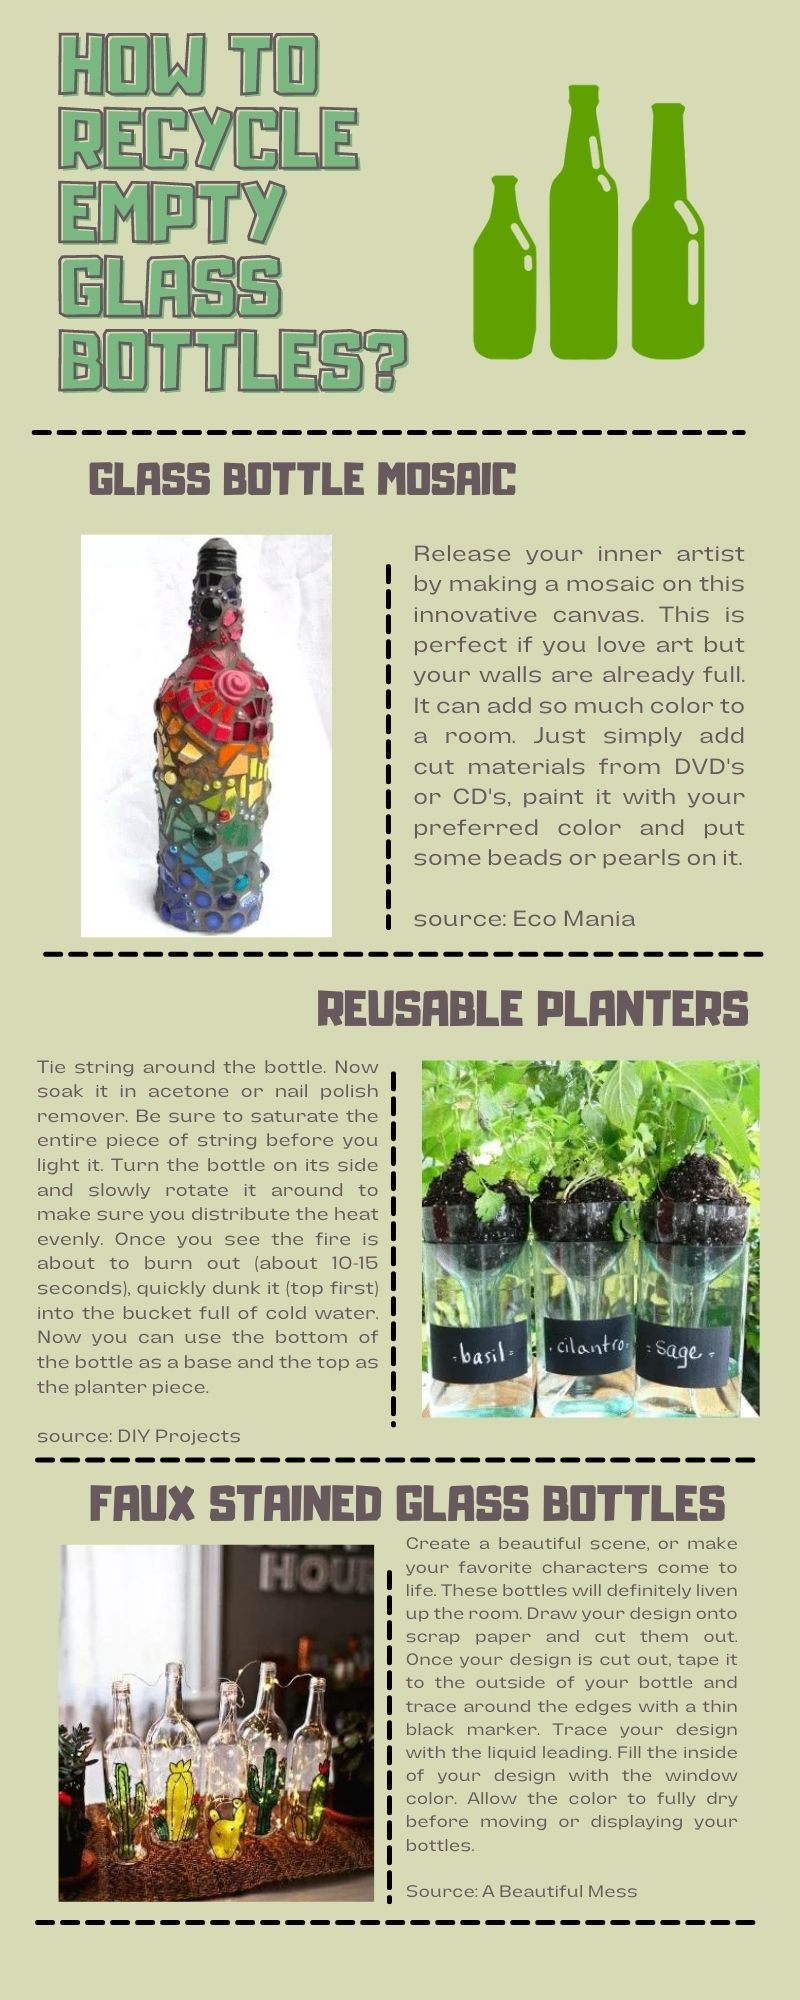 HOW TO
RECYCLE
EMPTY
GLASS
BOTTLES?
GLASS BOTTLE MOSAIC
Release your inner artist
by making a mosaic on this
innovative canvas. This is
perfect if you love art but
your walls are already full.
It can add so much color to
a room. Just simply add
cut materials from DVD's
or CD's, paint it with your
preferred color and put
some beads or pearls on it.
source: Eco Mania
REUSABLE PLANTERS
Tie string around the bottle. Now
soak it in acetone or nail polish
remover. Be sure to saturate the
entire piece of string before you
light it. Turn the bottle on its side
and slowly rotate it around to
make sure you distribute the heat
evenly. Once you see the fire is
about to burn out (about 10-15
seconds), quickly dunk it (top first)
into the bucket full of cold water.
Now you can use the bottom of
the bottle as a base and the top as
the planter piece.
source: DIY Projects
basil
cilantro
sage
FAUX STAINED GLASS BOTTLES
Create a beautiful scene, or make
your favorite characters come to
life. These bottles will definitely liven
up the room. Draw your design onto
scrap paper and cut them out.
Once your design is cut out, tape it
to the outside of your bottle and
trace around the edges with a thin
black marker. Trace your design
with the liquid leading. Fill the inside
of your design with the window
color. Allow the color to fully dry
before moving or displaying your
bottles.
Source: A Beautiful Mess